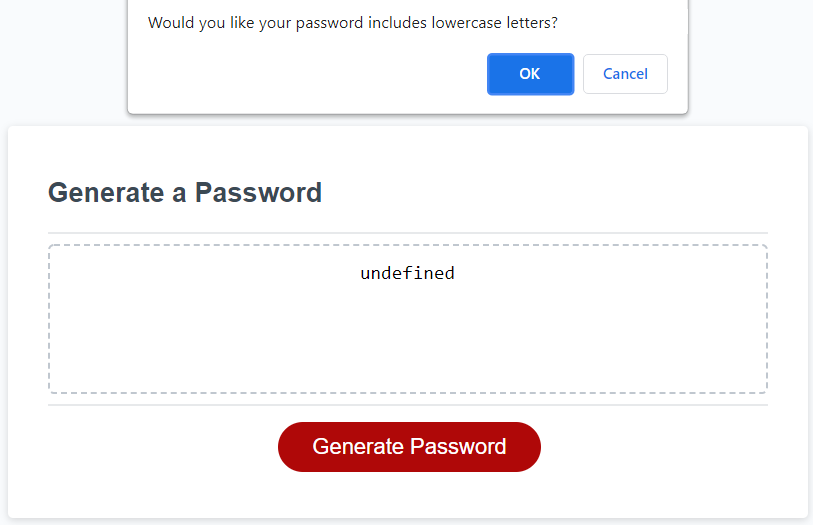 Would you like your password includes lowercase letters?
OK
Cancel
Generate a Password
undefined
Generate Password